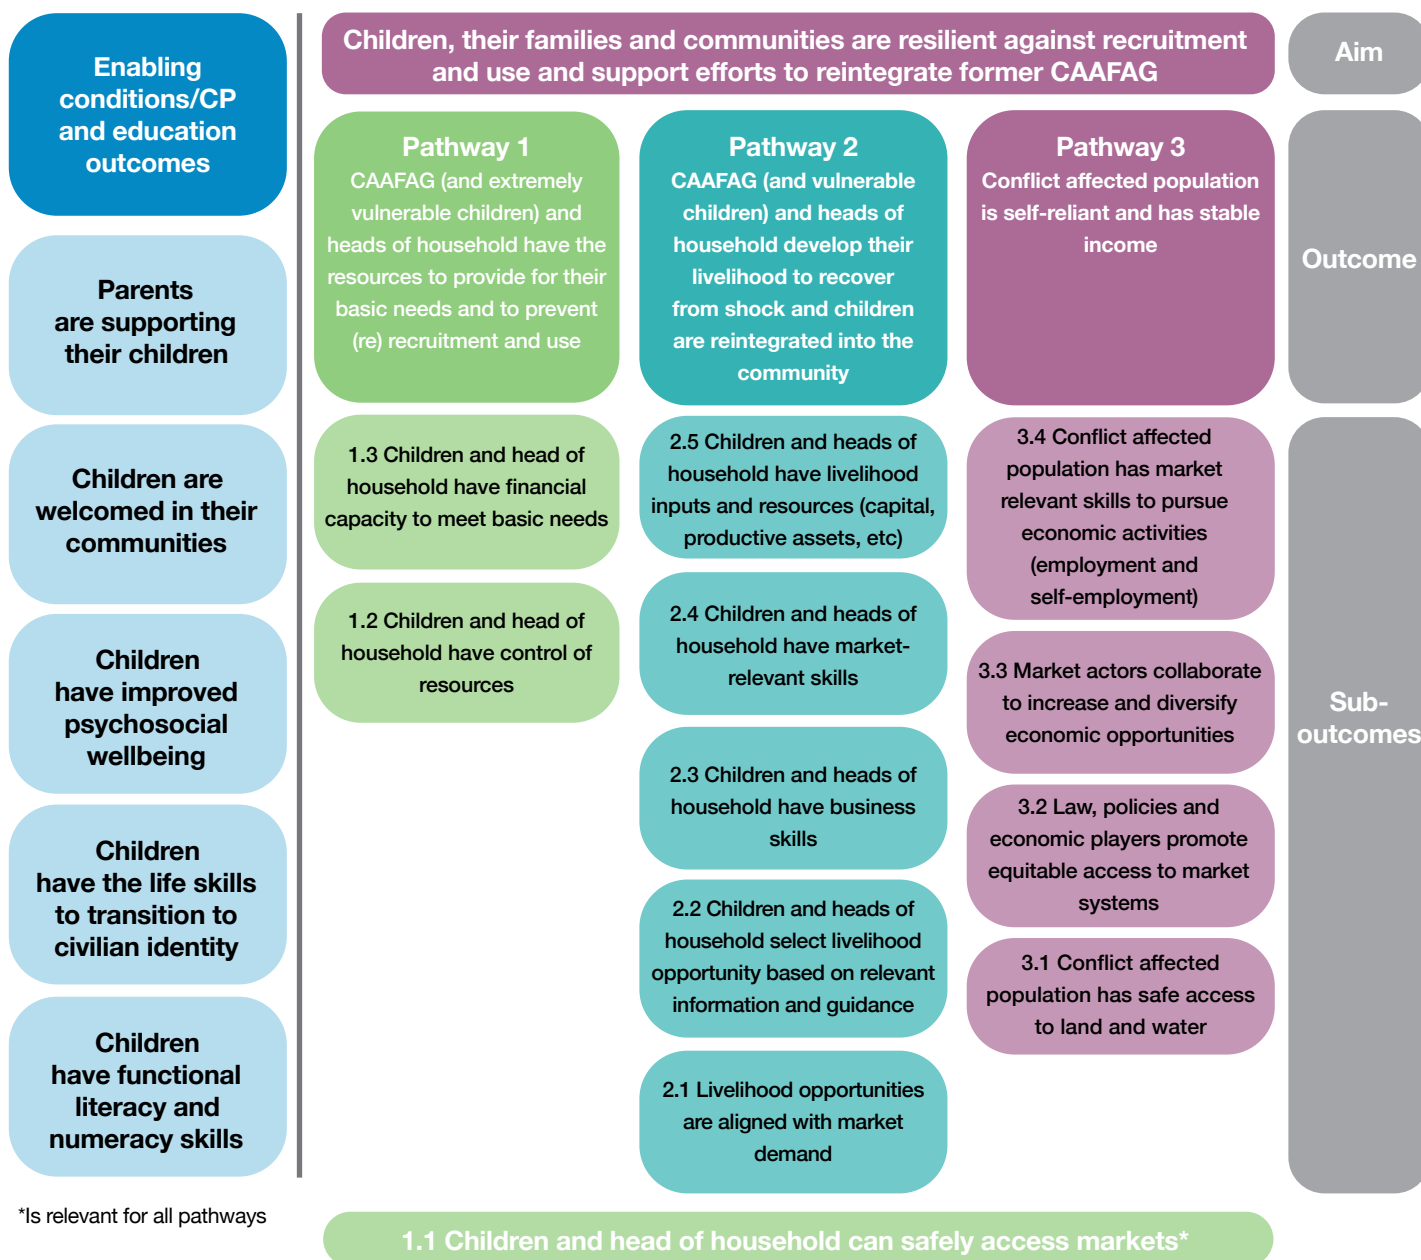 Enabling
conditions/CP
and education
outcomes
Parents
are supporting
their children
Children are
welcomed in their
communities
Children
have improved
psychosocial
wellbeing
Children
have the life skills
to transition to
civilian identity
Children
have functional
literacy and
numeracy skills
*Is relevant for all pathways
Children, their families and communities are resilient against recruitment
and use and support efforts to reintegrate former CAAFAG
Pathway 1
CAAFAG (and extremely
vulnerable children) and
heads of household have the
resources to provide for their
basic needs and to prevent
(re) recruitment and use
1.3 Children and head of
household have financial
capacity to meet basic needs
1.2 Children and head of
household have control of
resources
Pathway 2
CAAFAG (and vulnerable
children) and heads of
household develop their
livelihood to recover
from shock and children
are reintegrated into the
community
2.5 Children and heads of
household have livelihood
inputs and resources (capital,
productive assets, etc)
2.4 Children and heads of
household have market-
relevant skills
2.3 Children and heads of
household have business
skills
2.2 Children and heads of
household select livelihood
opportunity based on relevant
information and guidance
2.1 Livelihood opportunities
are aligned with market
demand
Pathway 3
Conflict affected population
is self-reliant and has stable
income
3.4 Conflict affected
population has market
relevant skills to pursue
economic activities
(employment and
self-employment)
3.3 Market actors collaborate
to increase and diversify
economic opportunities
3.2 Law, policies and
economic players promote
equitable access to market
systems
3.1 Conflict affected
population has safe access
to land and water
1.1 Children and head of household can safely access markets*
Aim
Outcome
Sub-
outcomes